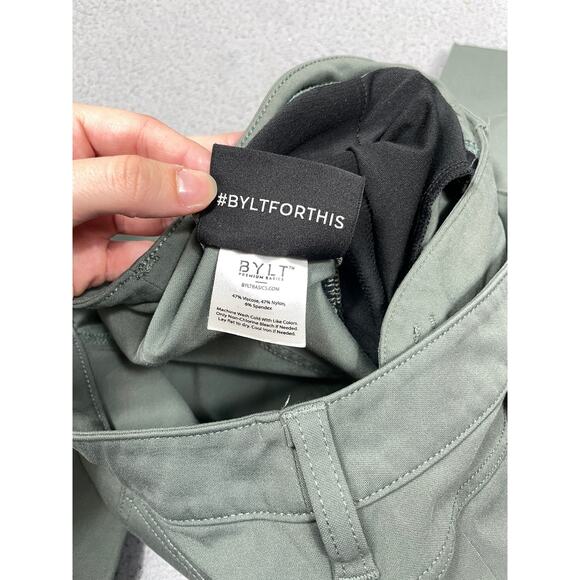 #BYLTFORTHIS
BYLT™
PREMIUM BASICS
BYLTBASICS.COM
47% Viscose, 47% Nylon,
6% Spandex
Machine Wash Cold With Like Colors.
Only Non-Chlorine Bleach If Needed.
Lay flat to dry. Cool Iron if Needed.